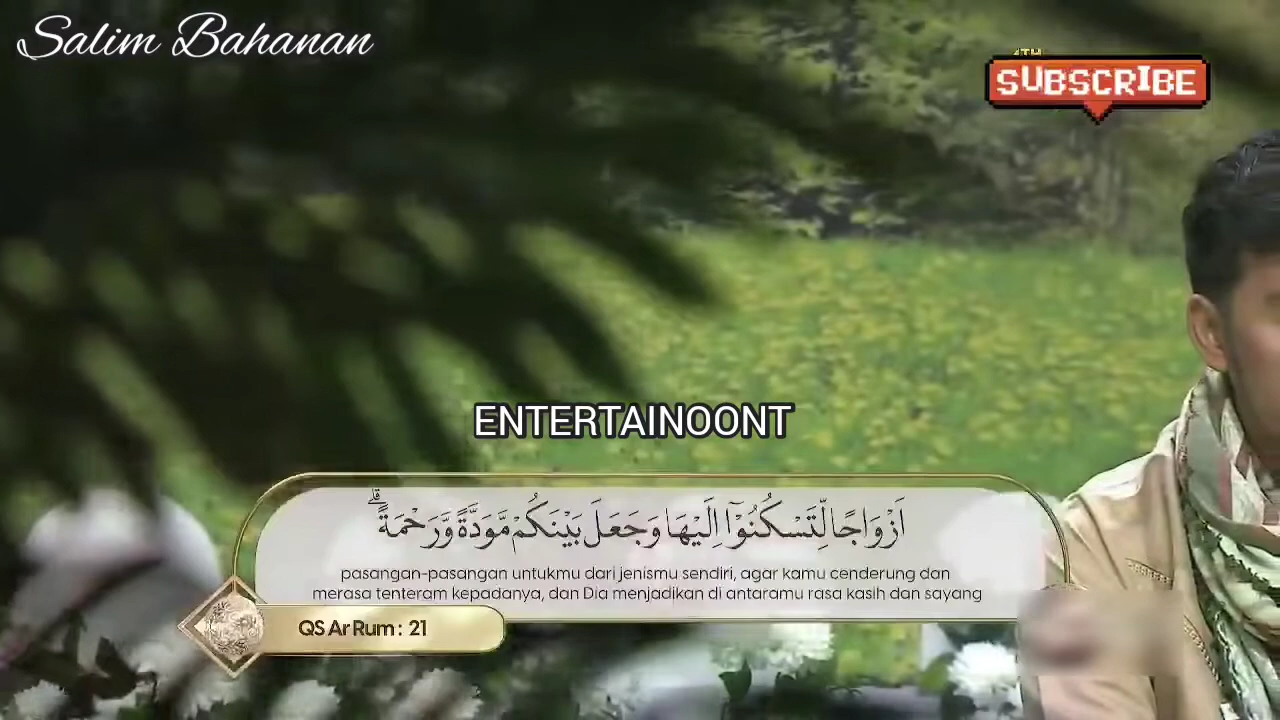 Salim Bahanan
4TH
SUBSCRIBE
ENTERTAINOONT
اَزْوَاجًا لِّتَسْكُنُوْٓا اِلَيْهَا وَجَعَلَ بَيْنَكُمْ مَّوَدَّةً وَّرَحْمَةً ۗ
pasangan-pasangan untukmu dari jenismu sendiri, agar kamu cenderung dan
merasa tenteram kepadanya, dan Dia menjadikan di antaramu rasa kasih dan sayang
QS Ar Rum : 21